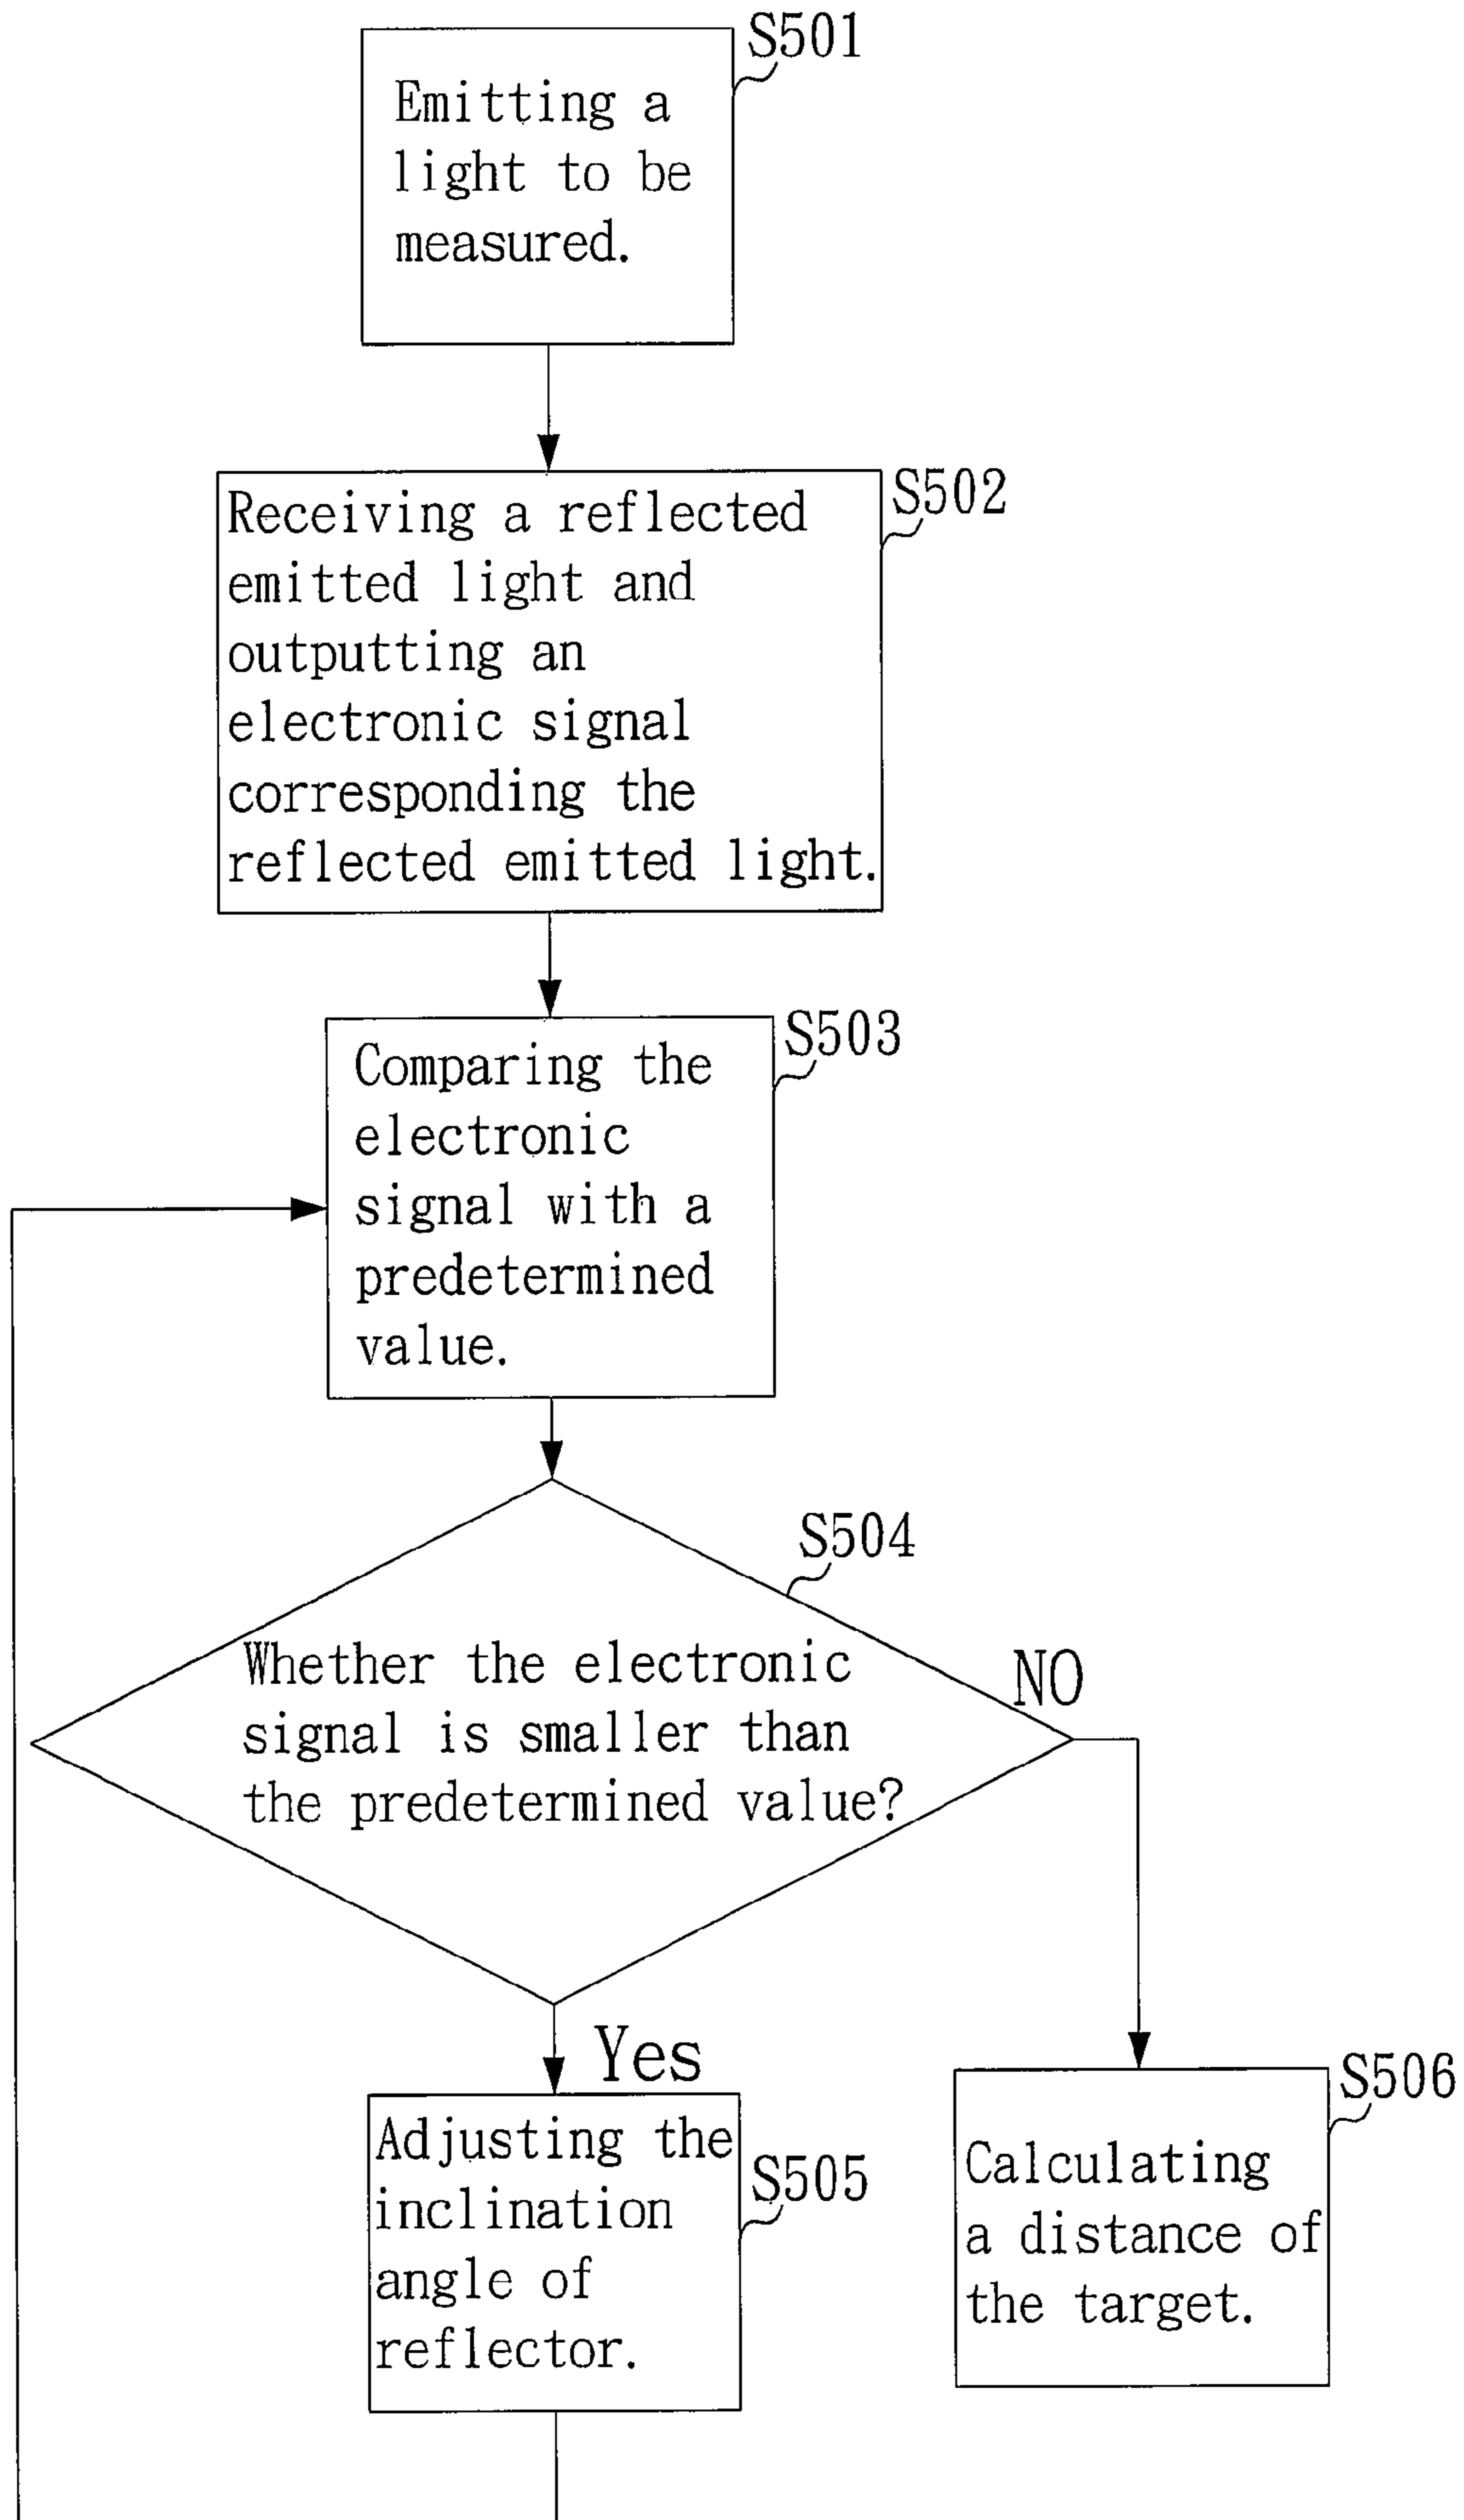 S501
Emitting a
light to be
measured.
S502
Receiving a reflected
emitted light and
outputting an
electronic signal
corresponding the
reflected emitted light.
S503
Comparing the
electronic
signal with a
predetermined
value.
S504
Whether the electronic
signal is smaller than
the predetermined value?
NO
Yes
Adjusting the
inclination
angle of
reflector.
S505
S506
Calculating
a distance of
the target.